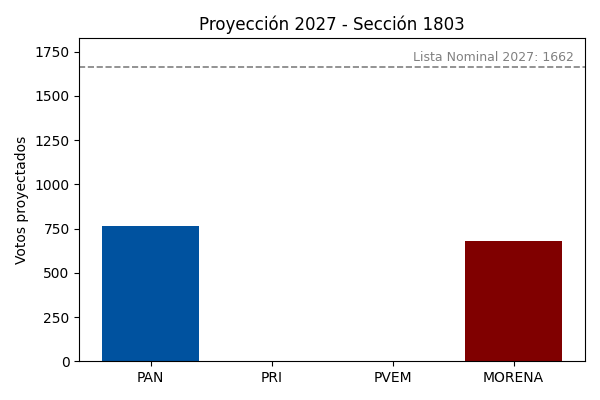 Proyección 2027 - Sección 1803
Lista Nominal 2027: 1662
Votos proyectados
1750
1500
1250
1000
750
500
250
0
PAN PRI PVEM MORENA